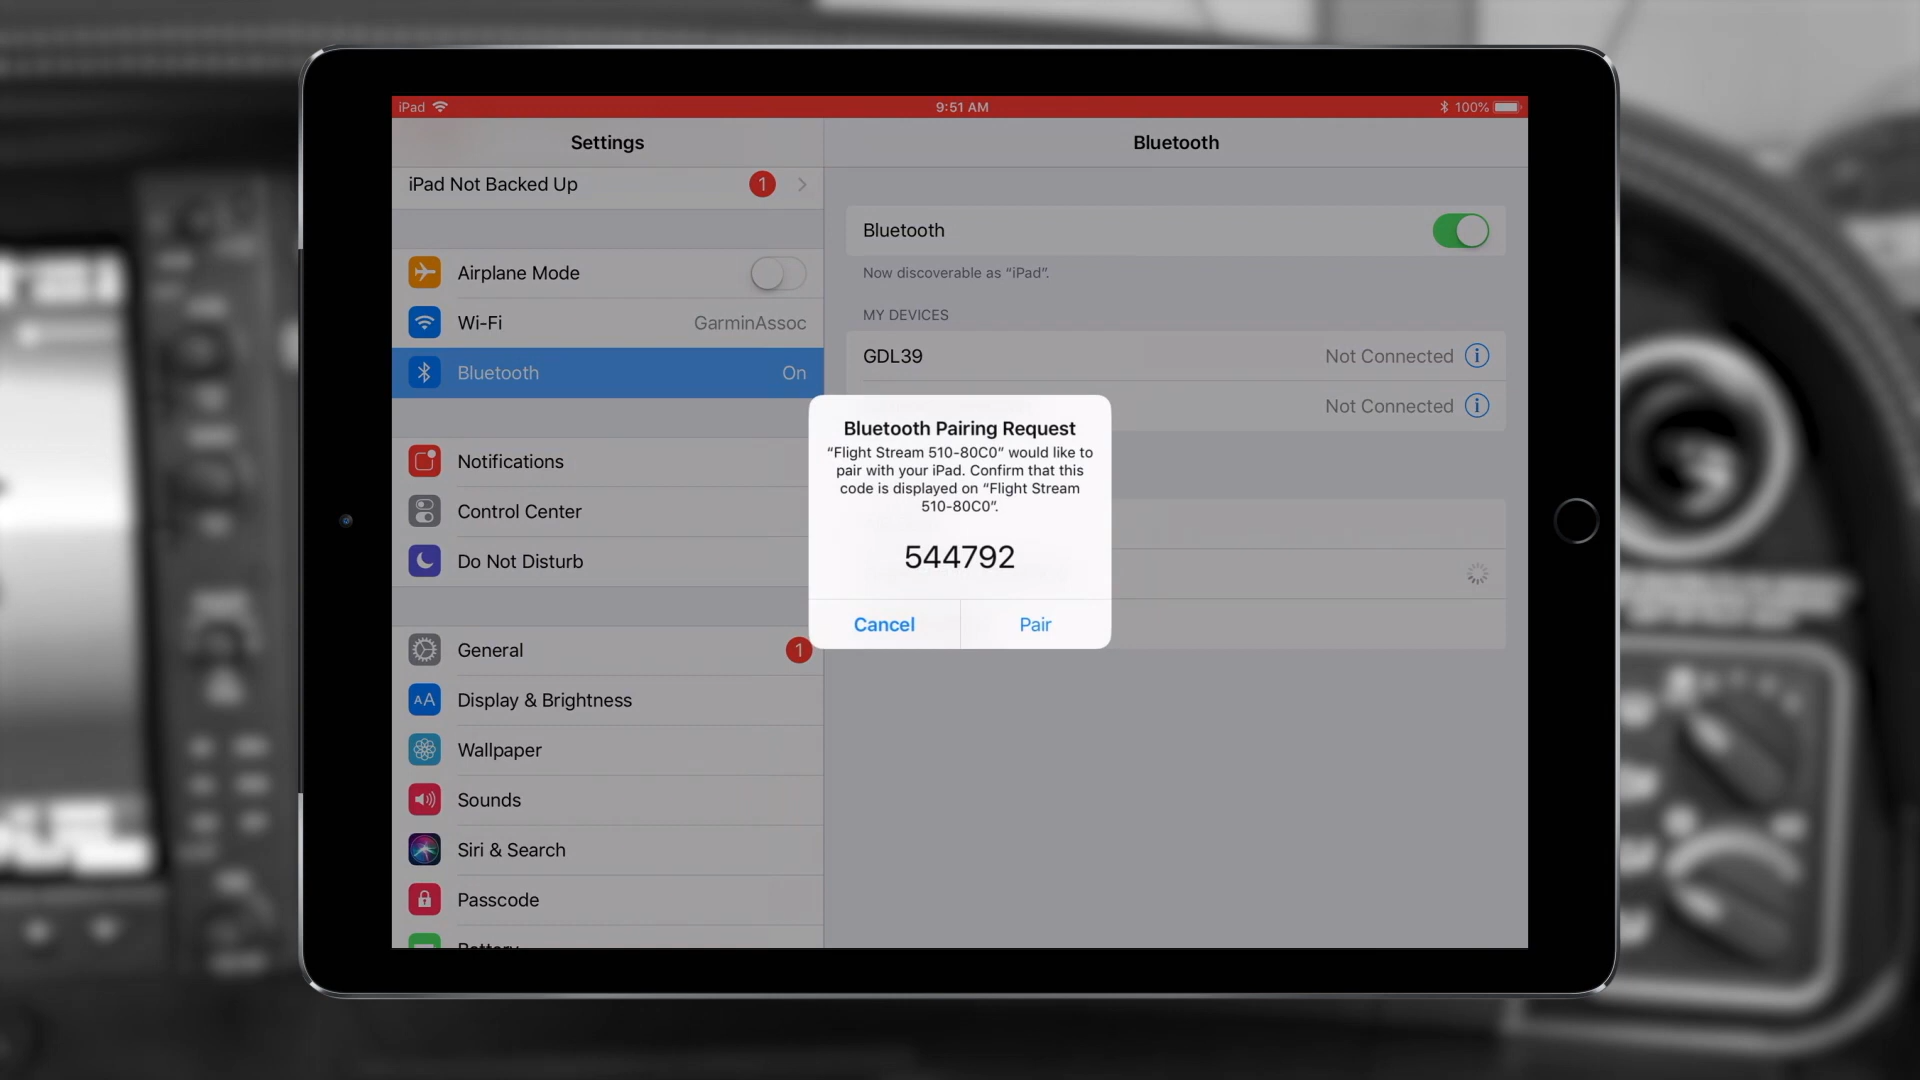 iPad
9:51 AM
100%
Settings
iPad Not Backed Up 1
Airplane Mode
Wi-Fi GarminAssoc
Bluetooth On
Notifications
Control Center
Do Not Disturb
General 1
AA Display & Brightness
Wallpaper
Sounds
Siri & Search
Passcode
Battery
Bluetooth
Bluetooth
Now discoverable as “iPad”.
MY DEVICES
GDL39 Not Connected
Not Connected
Bluetooth Pairing Request
“Flight Stream 510-80C0” would like to
pair with your iPad. Confirm that this
code is displayed on “Flight Stream
510-80C0”.
544792
Cancel Pair